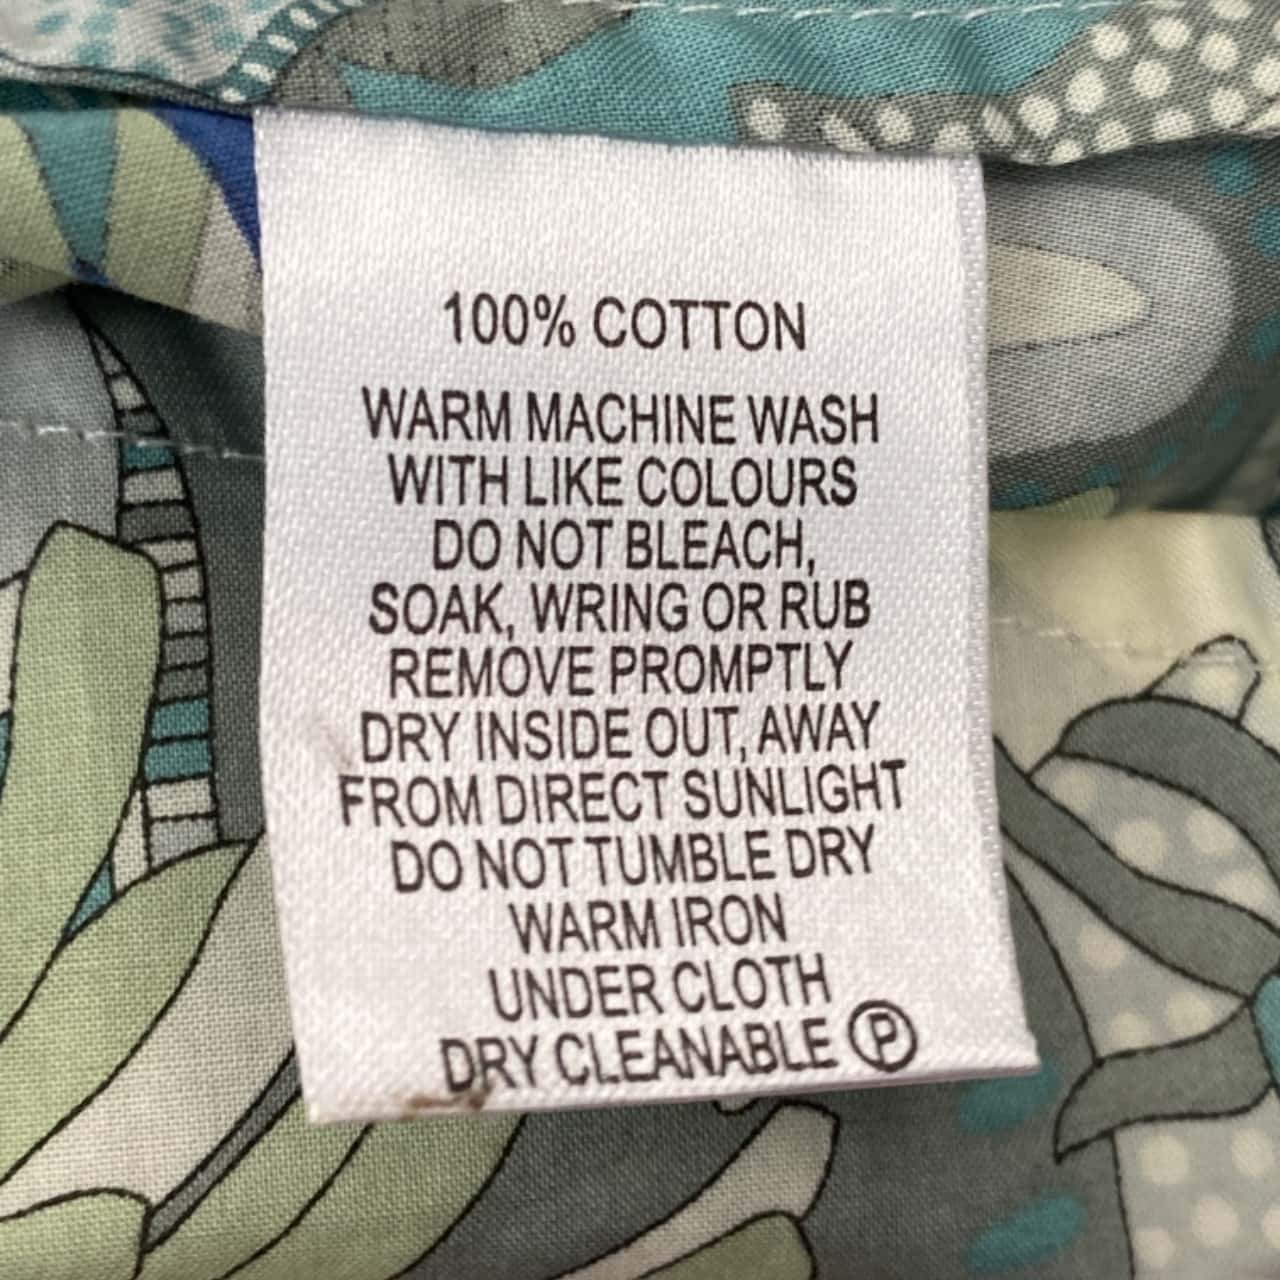 100% COTTON
WARM MACHINE WASH
WITH LIKE COLOURS
DO NOT BLEACH,
SOAK, WRING OR RUB
REMOVE PROMPTLY
DRY INSIDE OUT, AWAY
FROM DIRECT SUNLIGHT
DO NOT TUMBLE DRY
WARM IRON
UNDER CLOTH
DRY CLEANABLE Ⓟ